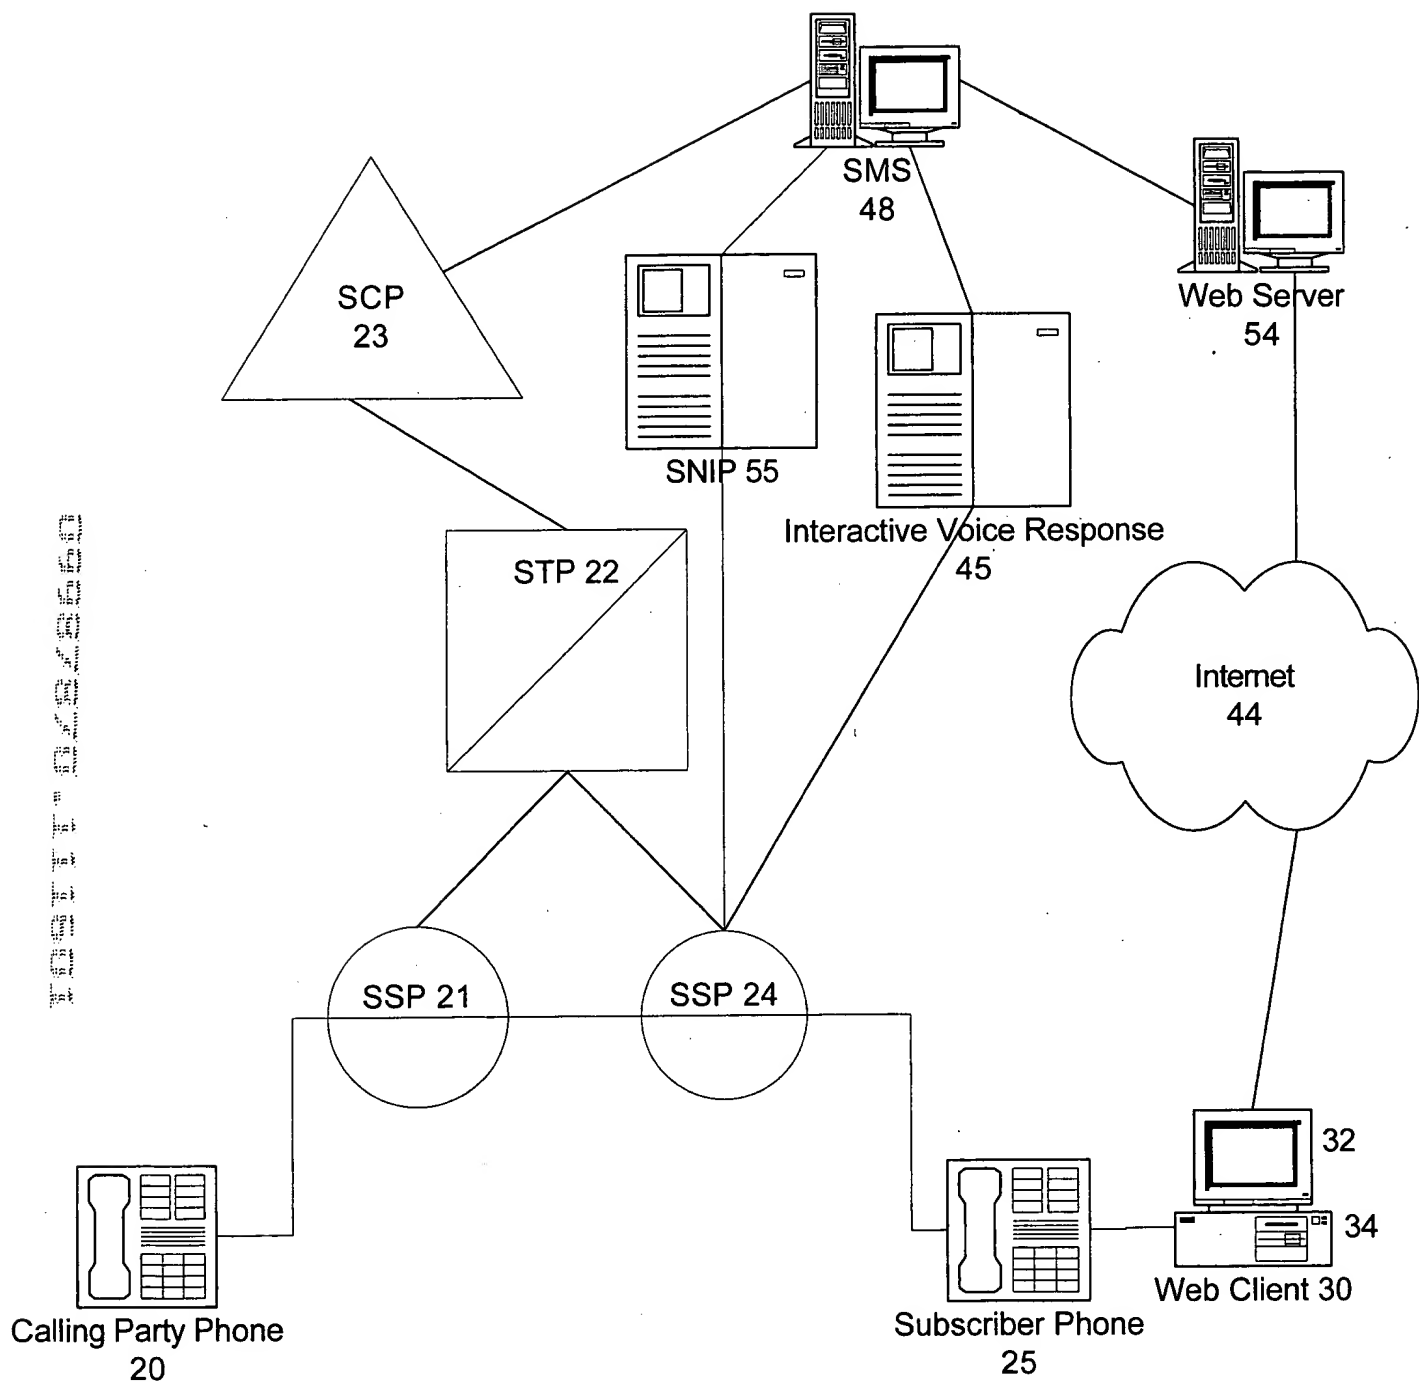 SMS
48
SCP
23
Web Server
54
SNIP 55
Interactive Voice Response
45
STP 22
Internet
44
SSP 21
SSP 24
32
34
Web Client 30
Calling Party Phone
20
Subscriber Phone
25